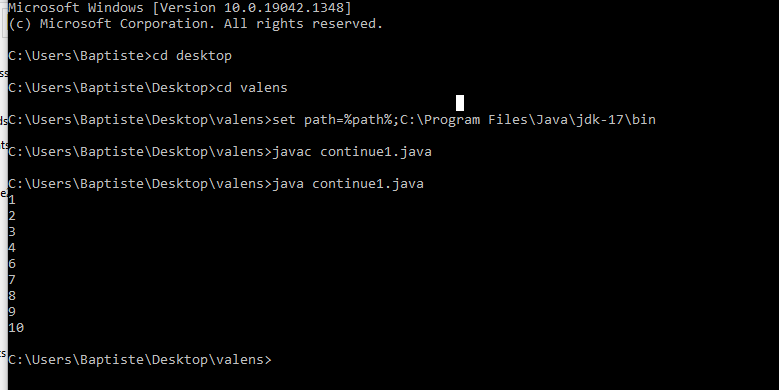 Microsoft Windows [Version 10.0.19042.1348]
(c) Microsoft Corporation. All rights reserved.
C:\Users\Baptiste>cd desktop
C:\Users\Baptiste\Desktop>cd valens
C:\Users\Baptiste\Desktop\valens>set path=%path%;C:\Program Files\Java\jdk-17\bin
C:\Users\Baptiste\Desktop\valens>javac continue1.java
C:\Users\Baptiste\Desktop\valens>java continue1.java
1
2
3
4
6
7
8
9
10
C:\Users\Baptiste\Desktop\valens>